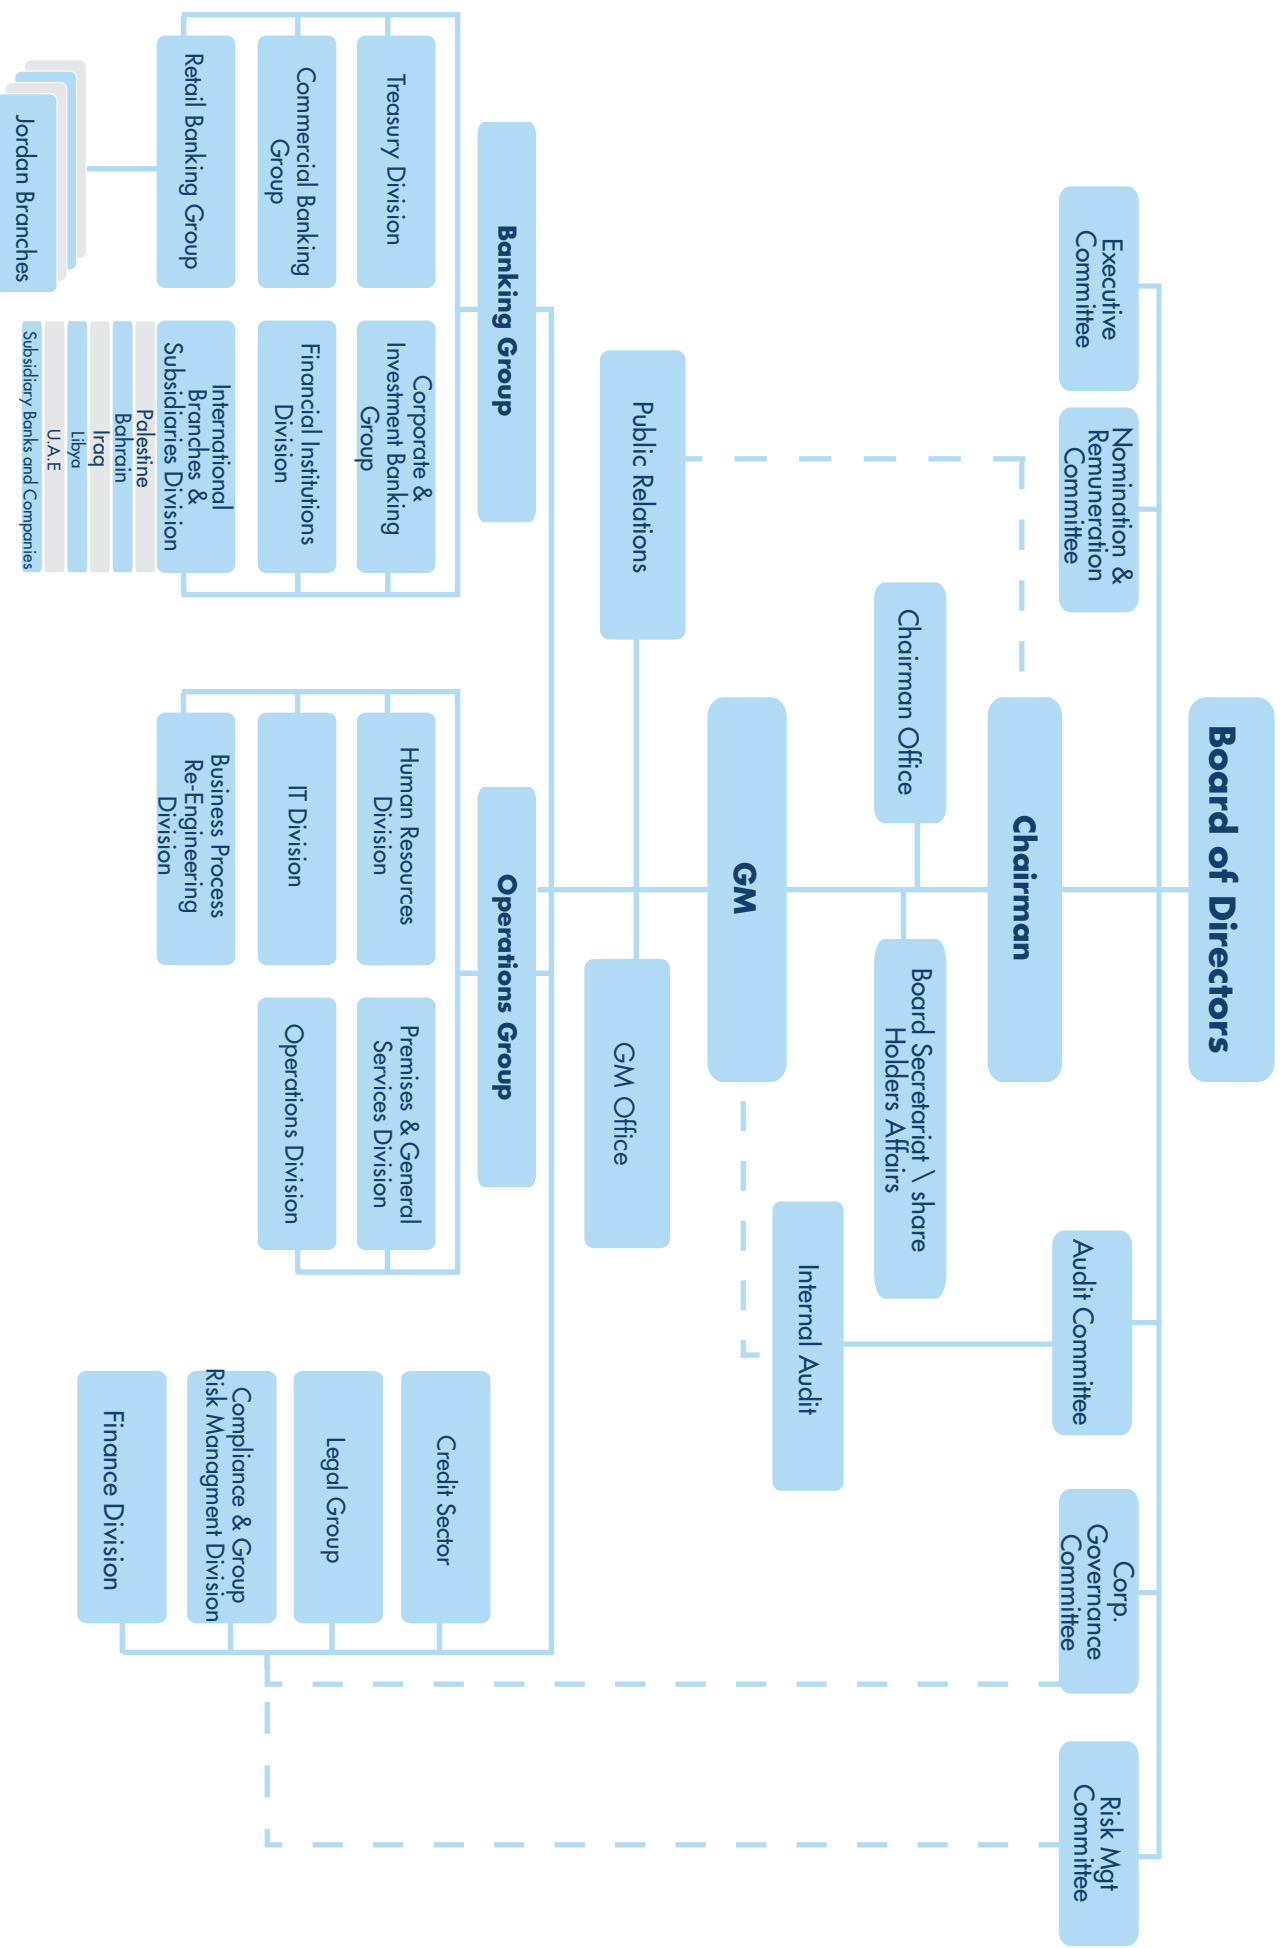 Board of Directors
Executive
Committee
Nomination &
Remuneration
Committee
Audit Committee
Corp.
Governance
Committee
Risk Mgt
Committee
Chairman
Chairman Office
Board Secretariat \ share
Holders Affairs
Internal Audit
GM
Public Relations
GM Office
Banking Group
Treasury Division
Corporate &
Investment Banking
Group
Commercial Banking
Group
Financial Institutions
Division
Retail Banking Group
International
Branches &
Subsidiaries Division
Palestine
Bahrain
Iraq
Libya
U.A.E
Subsidiary Banks and Companies
Jordan Branches
Operations Group
Human Resources
Division
Premises & General
Services Division
IT Division
Operations Division
Business Process
Re-Engineering
Division
Credit Sector
Legal Group
Compliance & Group
Risk Managment Division
Finance Division